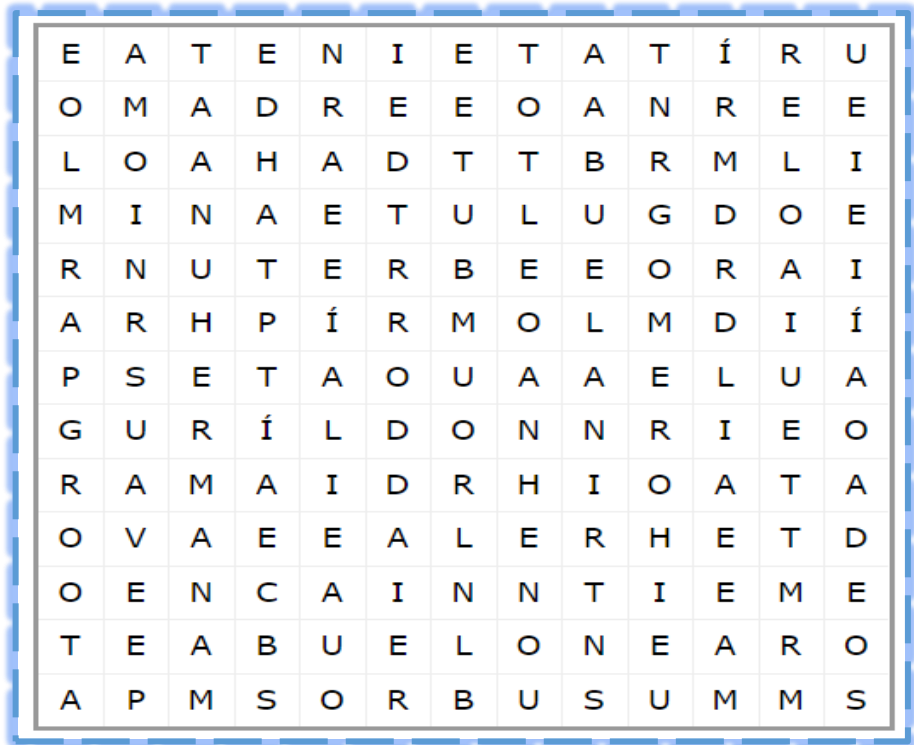 E A T E N I E T A T Í R U
O M A D R E E O A N R E E
L O A H A D T T B R M L I
M I N A E T U L U G D O E
R N U T E R B E E O R A I
A R H P Í R M O L M D I Í
P S E T A O U A A E L U A
G U R Í L D O N N R I E O
R A M A I D R H I O A T A
O V A E E A L E R H E T D
O E N C A I N N T I E M E
T E A B U E L O N E A R O
A P M S O R B U S U M M S